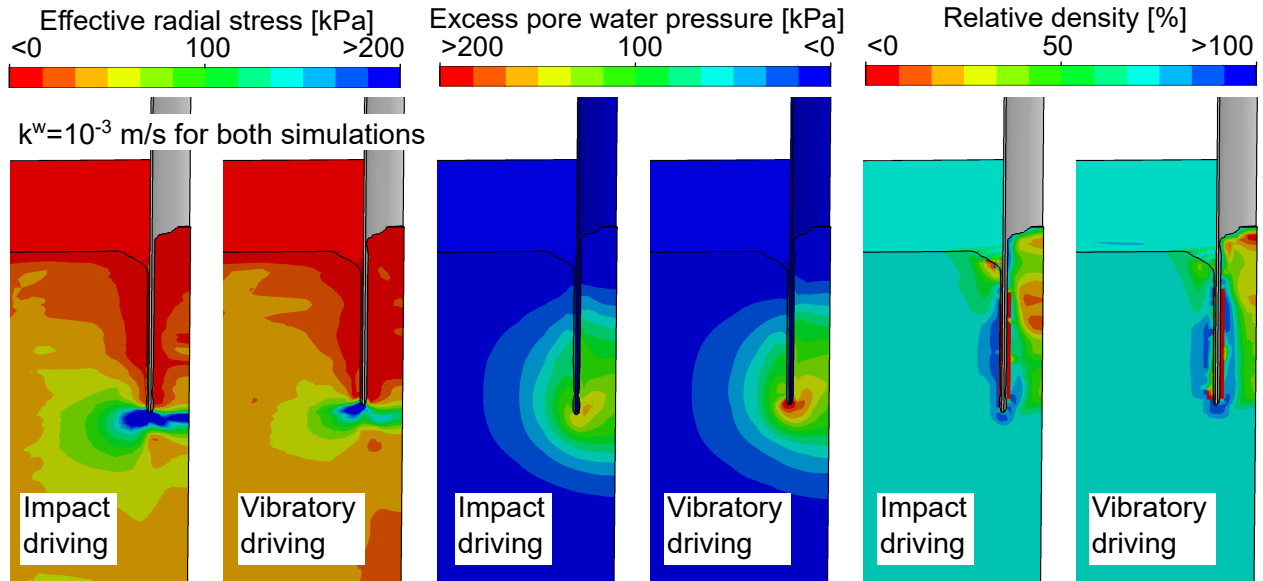 Effective radial stress [kPa]
<0 100 >200
Excess pore water pressure [kPa]
>200 100 <0
Relative density [%]
<0 50 >100
kʷ=10⁻³ m/s for both simulations
Impact
driving
Vibratory
driving
Impact
driving
Vibratory
driving
Impact
driving
Vibratory
driving